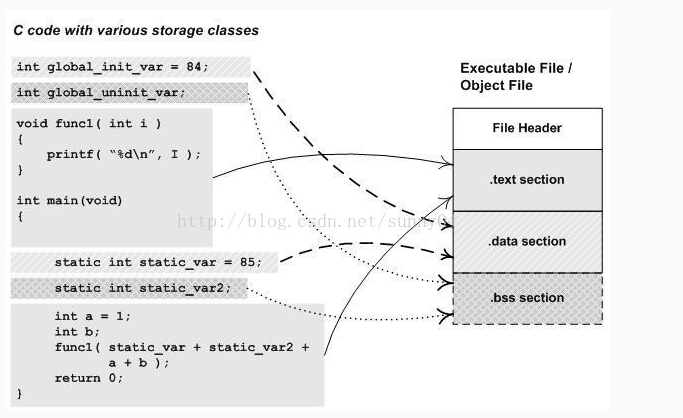 C code with various storage classes
int global_init_var = 84;
int global_uninit_var;
void func1( int i )
{
printf( "%d\n", I );
}
int main(void)
{
static int static_var = 85;
static int static_var2;
int a = 1;
int b;
func1( static_var + static_var2 +
a + b );
return 0;
}
Executable File /
Object File
File Header
.text section
.data section
.bss section
http://blog.csdn.net/